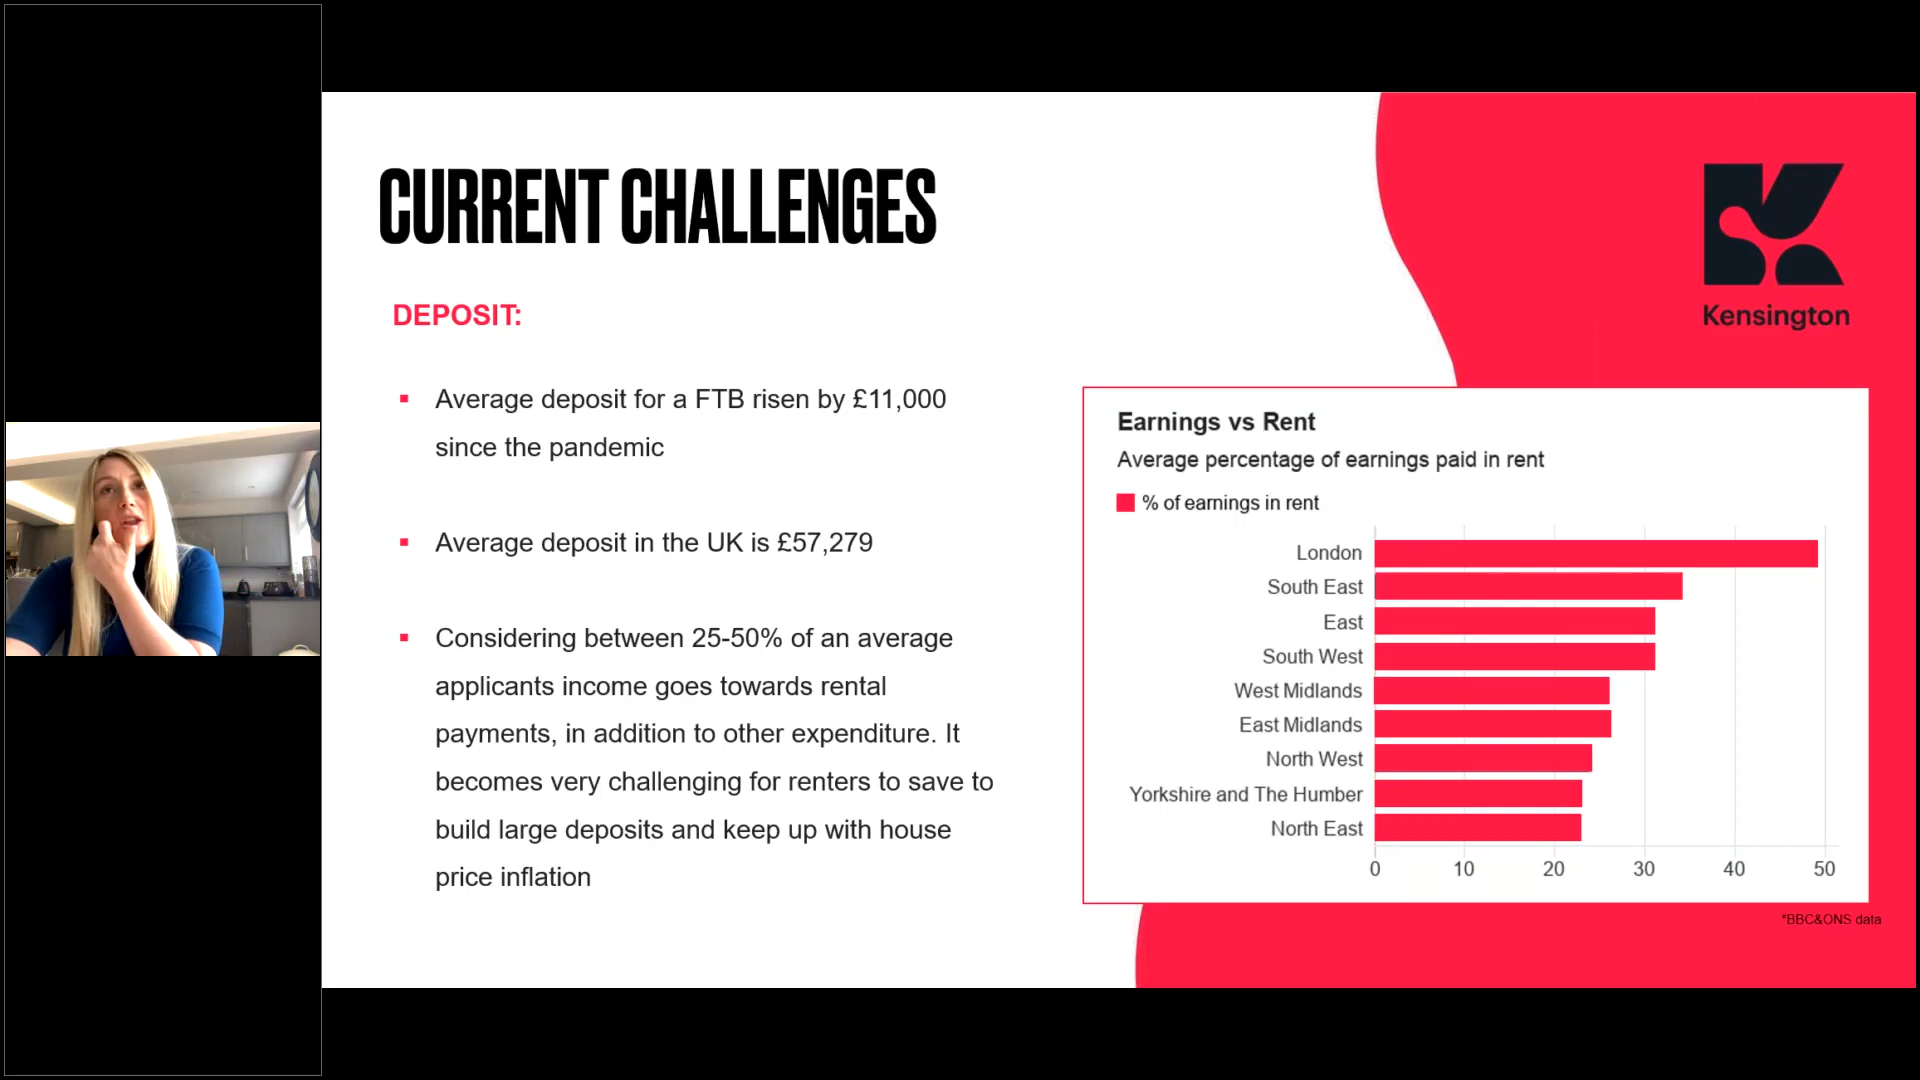 CURRENT CHALLENGES
Kensington
DEPOSIT:
▪ Average deposit for a FTB risen by £11,000
since the pandemic
▪ Average deposit in the UK is £57,279
▪ Considering between 25-50% of an average
applicants income goes towards rental
payments, in addition to other expenditure. It
becomes very challenging for renters to save to
build large deposits and keep up with house
price inflation
Earnings vs Rent
Average percentage of earnings paid in rent
% of earnings in rent
London
South East
East
South West
West Midlands
East Midlands
North West
Yorkshire and The Humber
North East
0 10 20 30 40 50
*BBC&ONS data